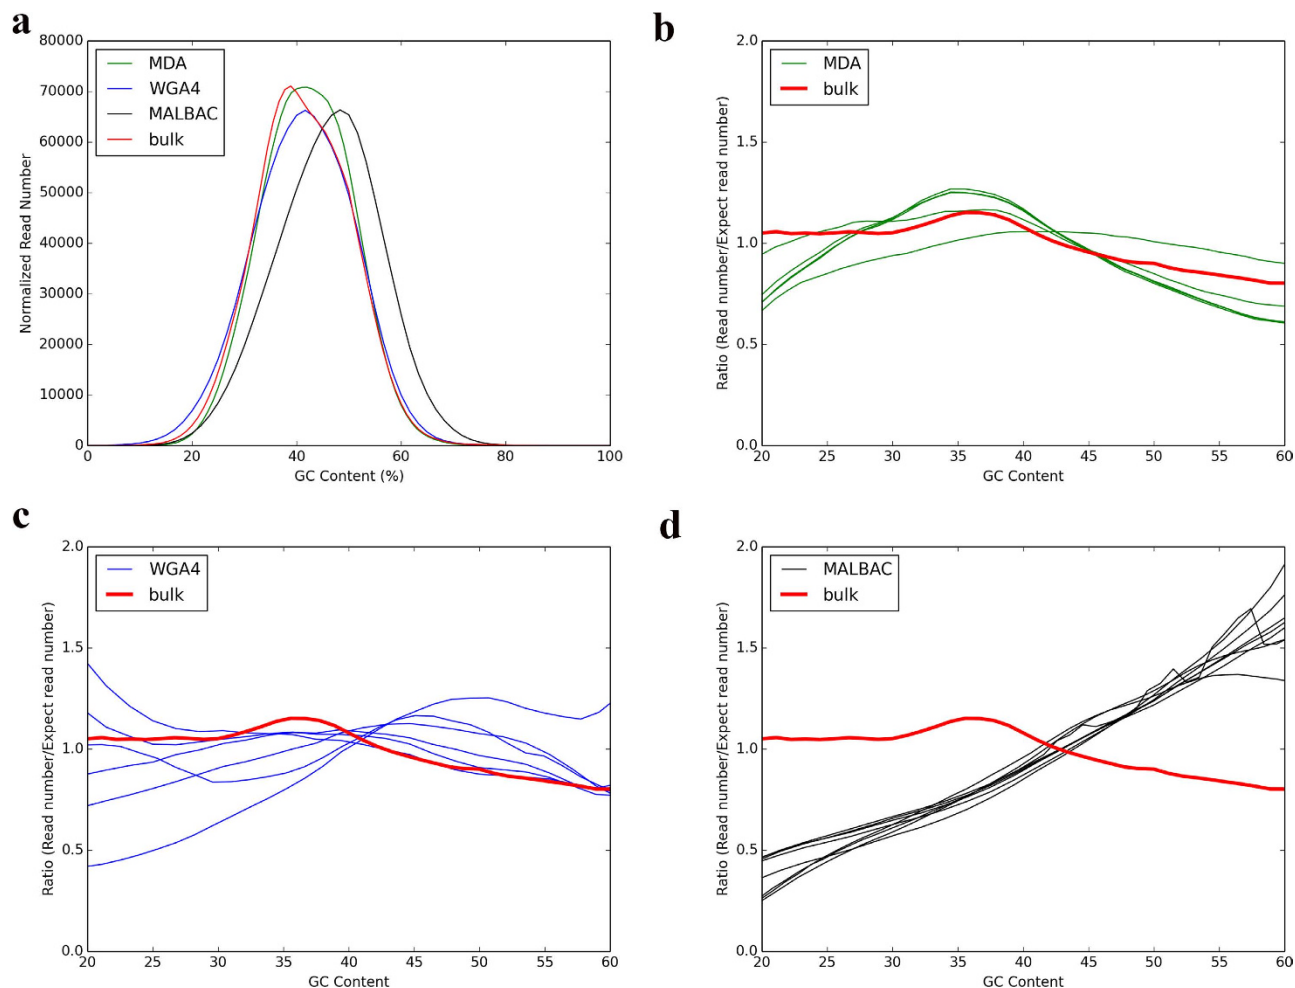 a
80000
70000
60000
50000
40000
30000
20000
10000
0
0
20
40
60
80
100
Normalized Read Number
GC Content (%)
MDA
WGA4
MALBAC
bulk
b
2.0
1.5
1.0
0.5
0.0
20
25
30
35
40
45
50
55
60
Ratio (Read number/Expect read number)
GC Content
MDA
bulk
c
2.0
1.5
1.0
0.5
0.0
20
25
30
35
40
45
50
55
60
Ratio (Read number/Expect read number)
GC Content
WGA4
bulk
d
2.0
1.5
1.0
0.5
0.0
20
25
30
35
40
45
50
55
60
Ratio (Read number/Expect read number)
GC Content
MALBAC
bulk